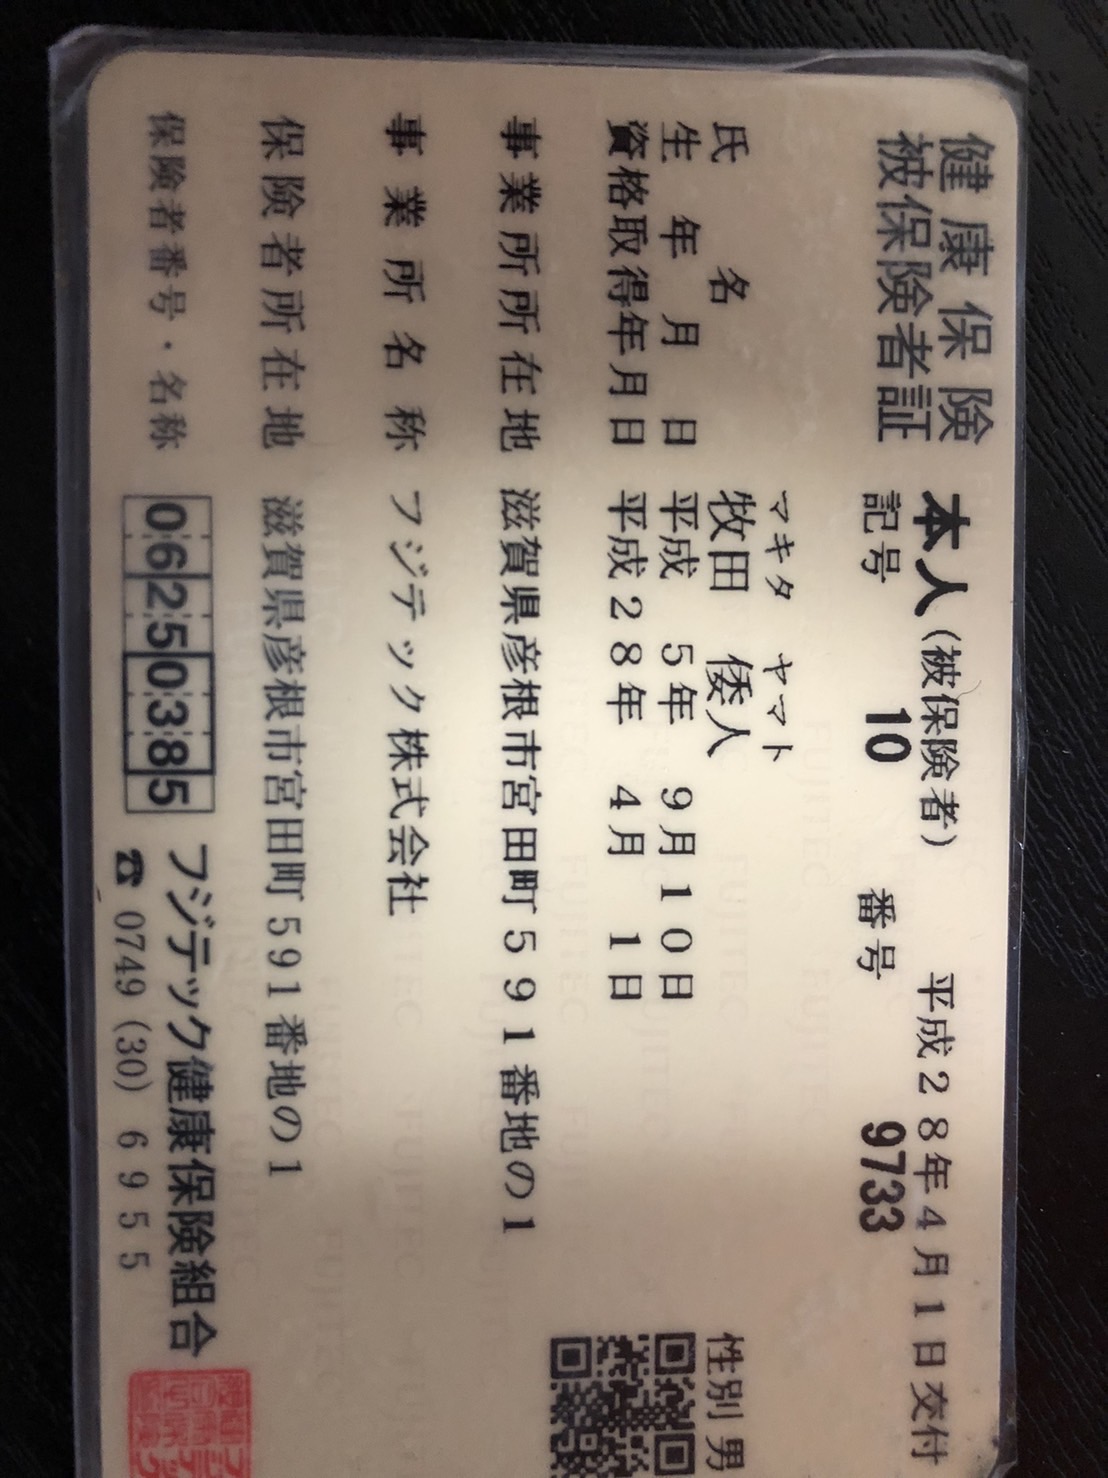 健康保険 本人(被保険者) 平成28年4月1日交付
被保険者証 記号 10 番号 9733
マキタ ヤマト
氏名 牧田 倭人 性別 男
生年月日 平成 5年 9月10日
資格取得年月日 平成28年 4月 1日
事業所所在地 滋賀県彦根市宮田町591番地の1
事業所名称 フジテック株式会社
保険者所在地 滋賀県彦根市宮田町591番地の1
保険者番号・名称 06250385 フジテック健康保険組合
☎ 0749 (30) 6955